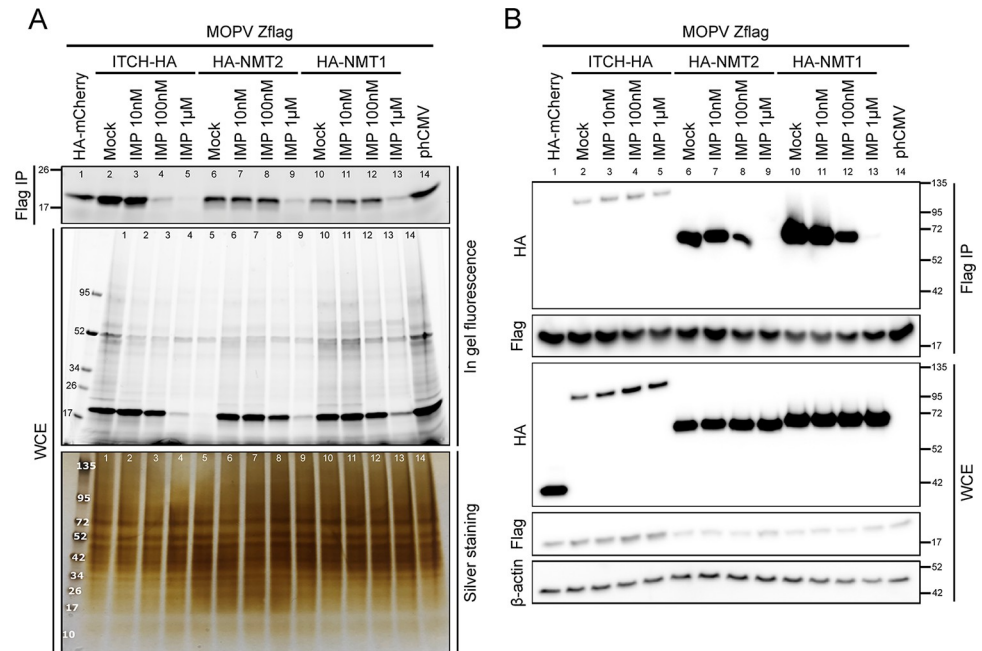 A
MOPV Zflag
ITCH-HA HA-NMT2 HA-NMT1
HA-mCherry Mock IMP 10nM IMP 100nM IMP 1µM Mock IMP 10nM IMP 100nM IMP 1µM Mock IMP 10nM IMP 100nM IMP 1µM phCMV
1 2 3 4 5 6 7 8 9 10 11 12 13 14
26
17
Flag IP
1 2 3 4 5 6 7 8 9 10 11 12 13 14
95
52
34
26
17
In gel fluorescence
WCE
1 2 3 4 5 6 7 8 9 10 11 12 13 14
135
95
72
52
42
34
26
17
10
Silver staining
B
MOPV Zflag
ITCH-HA HA-NMT2 HA-NMT1
HA-mCherry Mock IMP 10nM IMP 100nM IMP 1µM Mock IMP 10nM IMP 100nM IMP 1µM Mock IMP 10nM IMP 100nM IMP 1µM phCMV
1 2 3 4 5 6 7 8 9 10 11 12 13 14
HA
135
95
72
52
42
Flag IP
Flag
17
HA
135
95
72
52
42
WCE
Flag
17
β-actin
52
42